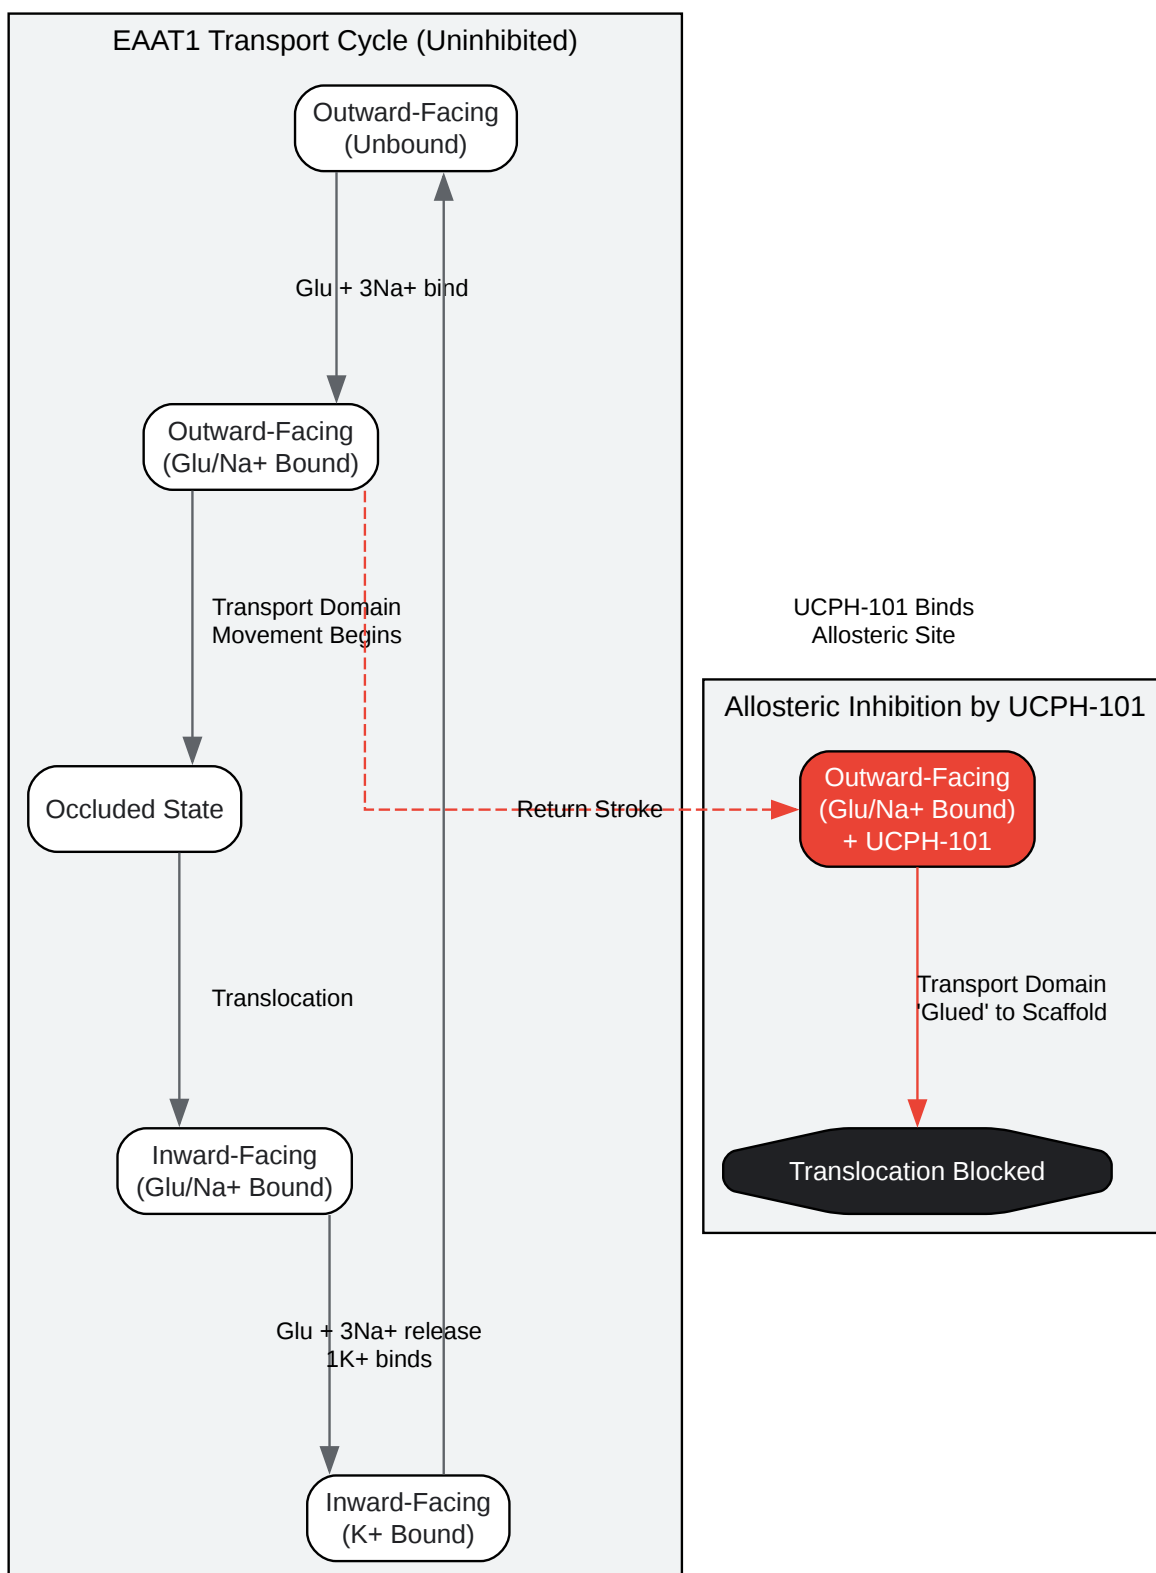 EAAT1 Transport Cycle (Uninhibited)
Outward-Facing
(Unbound)
Glu + 3Na+ bind
Outward-Facing
(Glu/Na+ Bound)
Transport Domain
Movement Begins
Occluded State
Return Stroke
Translocation
Inward-Facing
(Glu/Na+ Bound)
Glu + 3Na+ release
1K+ binds
Inward-Facing
(K+ Bound)
UCPH-101 Binds
Allosteric Site
Allosteric Inhibition by UCPH-101
Outward-Facing
(Glu/Na+ Bound)
+ UCPH-101
Transport Domain
'Glued' to Scaffold
Translocation Blocked